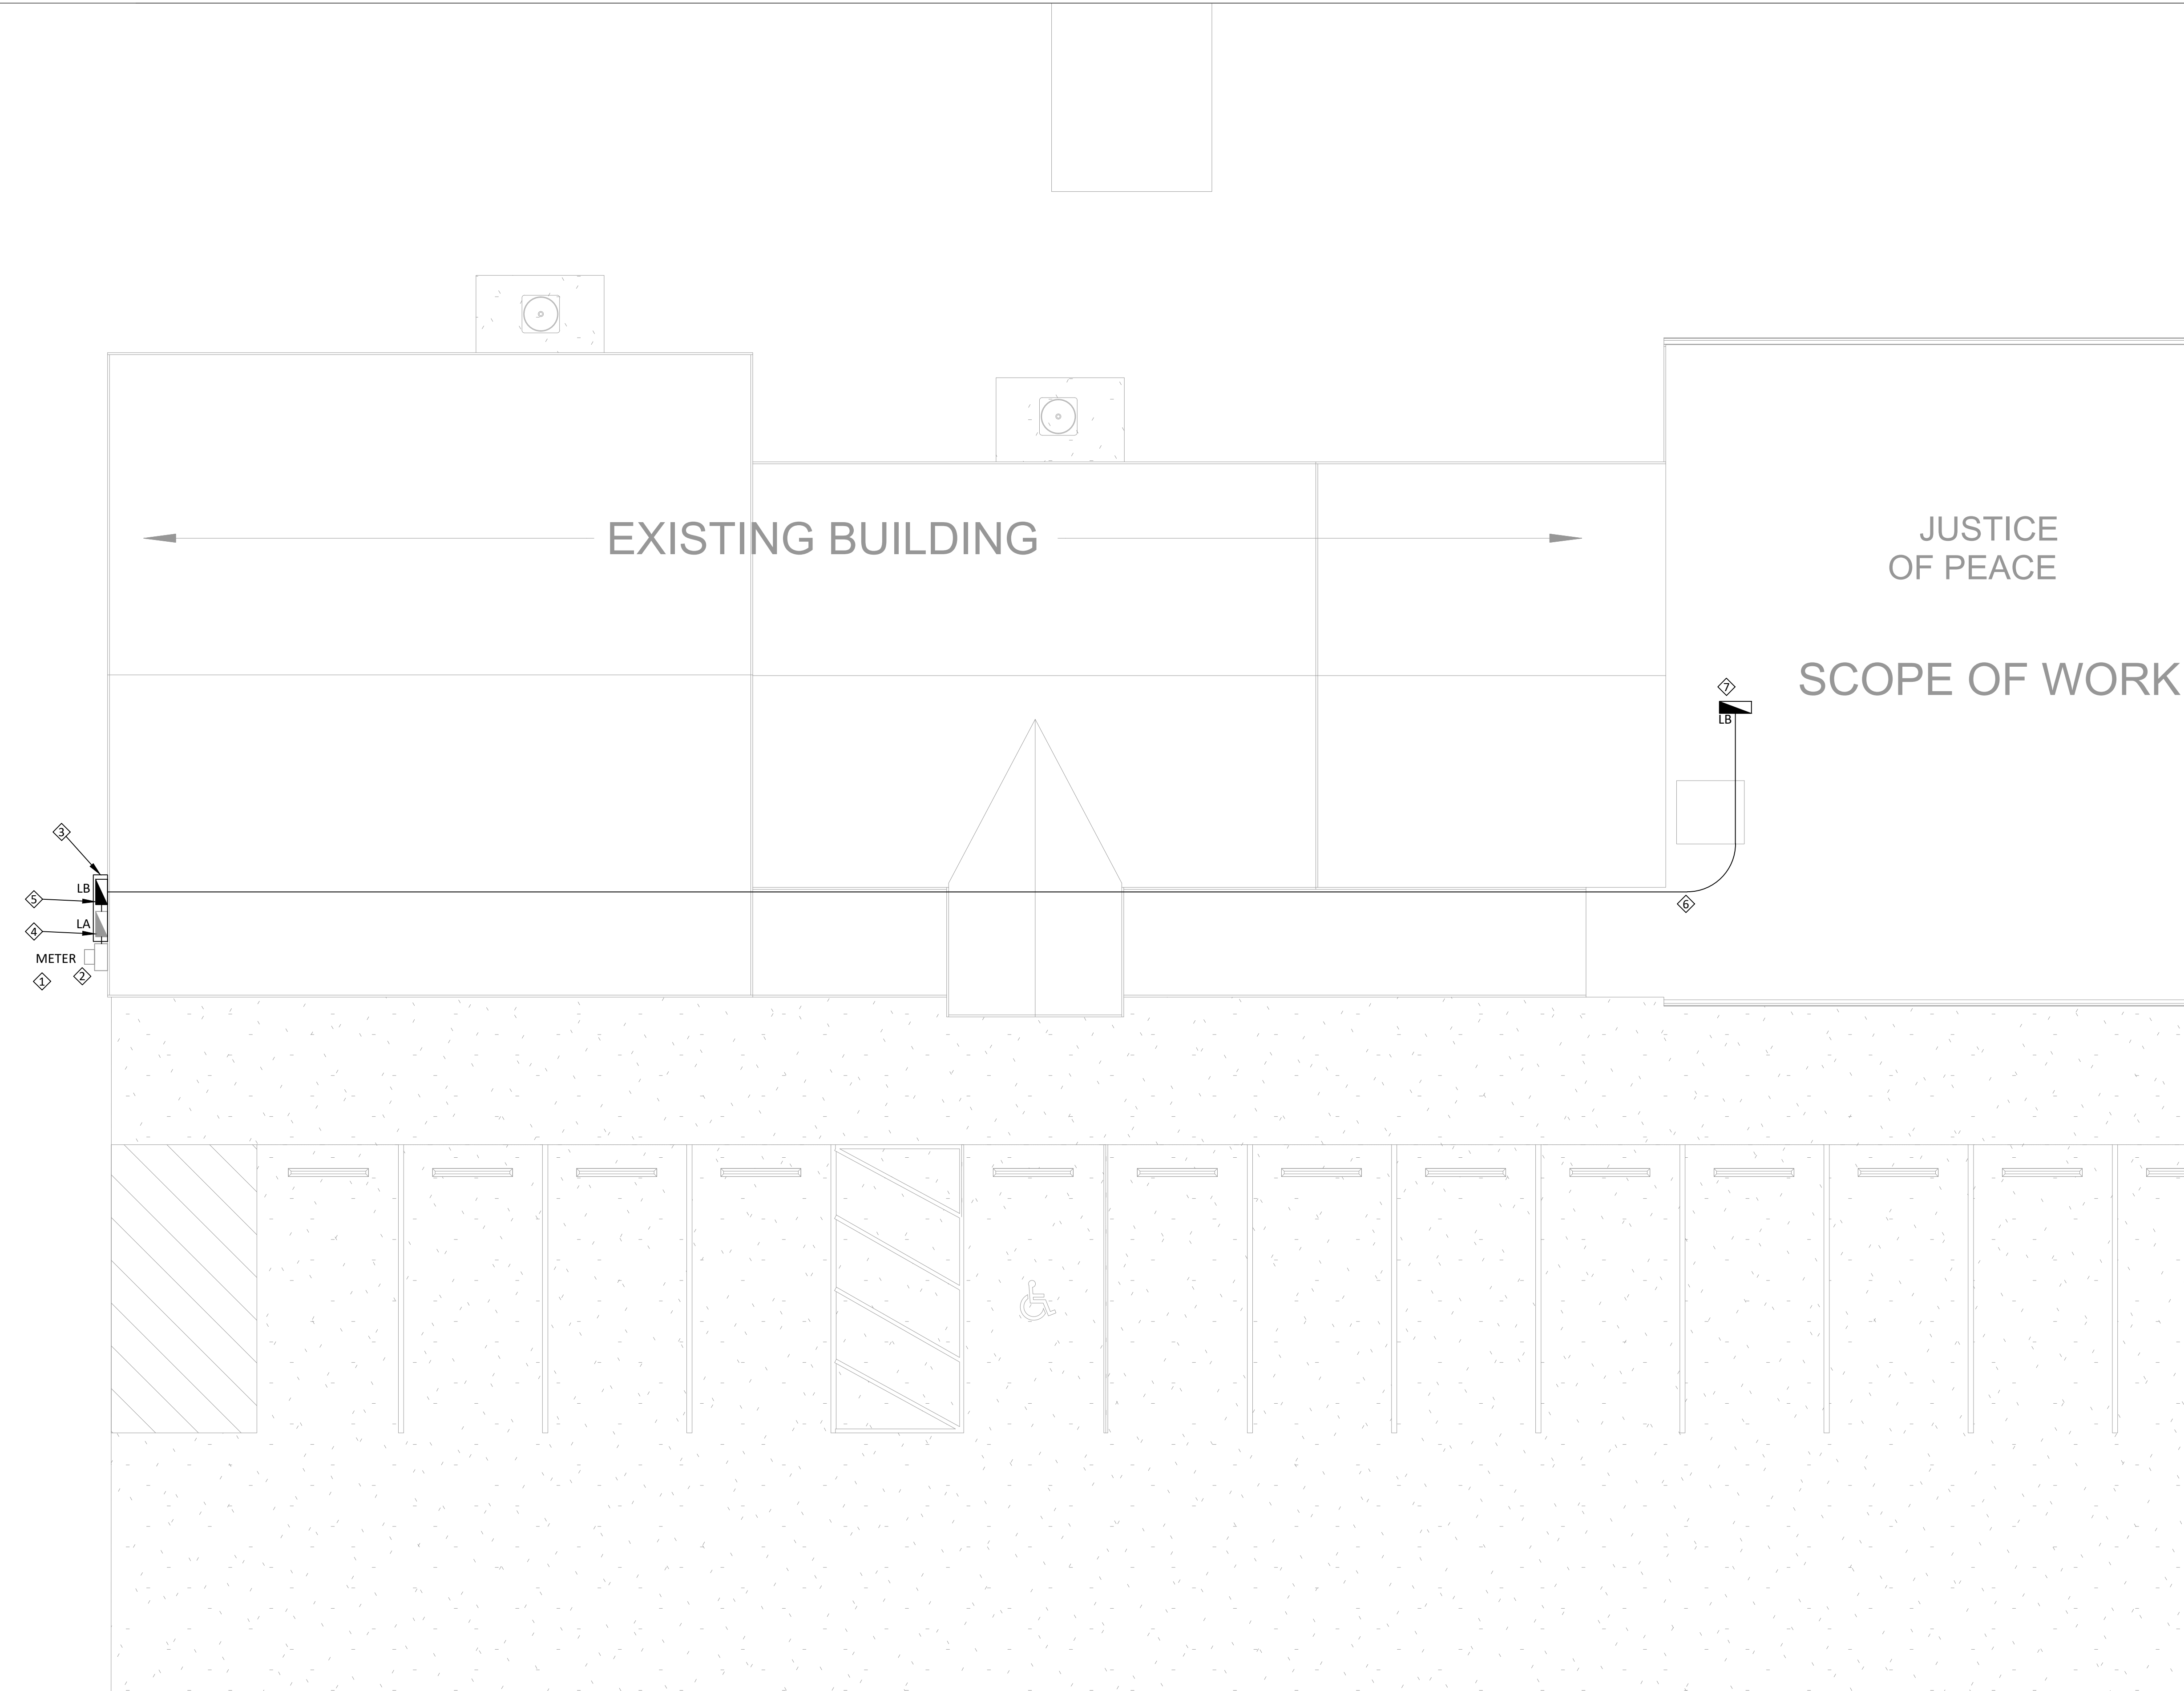 EXISTING BUILDING
JUSTICE
OF PEACE
SCOPE OF WORK
7
LB
3
LB
5
LA
4
METER
1
2
6